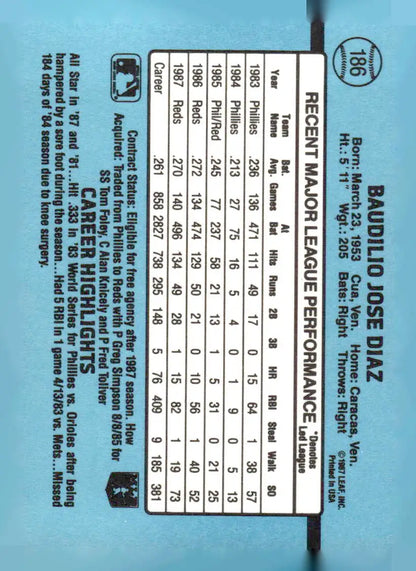 186
BAUDILIO JOSE DIAZ
Born: March 23, 1953 Cua, Ven. Home: Caracas, Ven.
Ht.: 5' 11" Wgt.: 205 Bats: Right Throws: Right
©1987 LEAF, INC.
Printed in USA
RECENT MAJOR LEAGUE PERFORMANCE *Denotes Led League
Year Team Name Bat. Avg. Games At Bat Hits Runs 2B 3B HR RBI Steal Walk SO
1983 Phillies .236 136 471 111 49 17 0 15 64 1 38 57
1984 Phillies .213 27 75 16 5 4 0 1 9 0 5 13
1985 Phil/Red .245 77 237 58 21 13 1 5 31 0 21 25
1986 Reds .272 134 474 129 50 21 0 10 56 1 40 52
1987 Reds .270 140 496 134 49 28 1 15 82 1 19 73
Career .261 858 2827 738 295 148 5 76 409 9 185 381
Contract Status: Eligible for free agency after 1987 season. How
Acquired: Traded from Phillies to Reds with P Greg Simpson 8/8/85 for
SS Tom Foley, C Alan Knicely and P Fred Toliver
CAREER HIGHLIGHTS
All Star in '87 and '81...Hit .333 in '83 World Series for Phillies vs. Orioles after being
hampered by a sore foot during the season...Had 5 RBI in 1 game 4/13/83 vs. Mets...Missed
184 days of '84 season due to knee surgery.